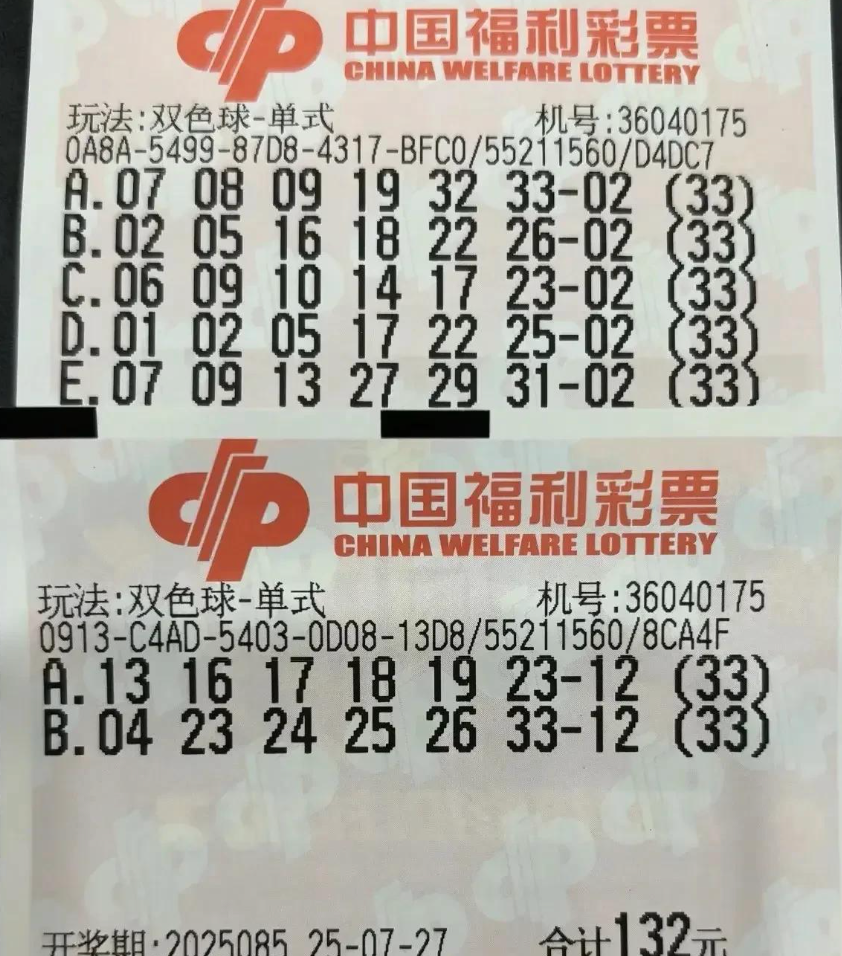 中国福利彩票
CHINA WELFARE LOTTERY
玩法:双色球-单式 机号:36040175
0A8A-5499-87D8-4317-BFC0/55211560/D4DC7
A.07 08 09 19 32 33-02 (33)
B.02 05 16 18 22 26-02 (33)
C.06 09 10 14 17 23-02 (33)
D.01 02 05 17 22 25-02 (33)
E.07 09 13 27 29 31-02 (33)
中国福利彩票
CHINA WELFARE LOTTERY
玩法:双色球-单式 机号:36040175
0913-C4AD-5403-0D08-13D8/55211560/8CA4F
A.13 16 17 18 19 23-12 (33)
B.04 23 24 25 26 33-12 (33)
开奖期:2025085 25-07-27 合计132元